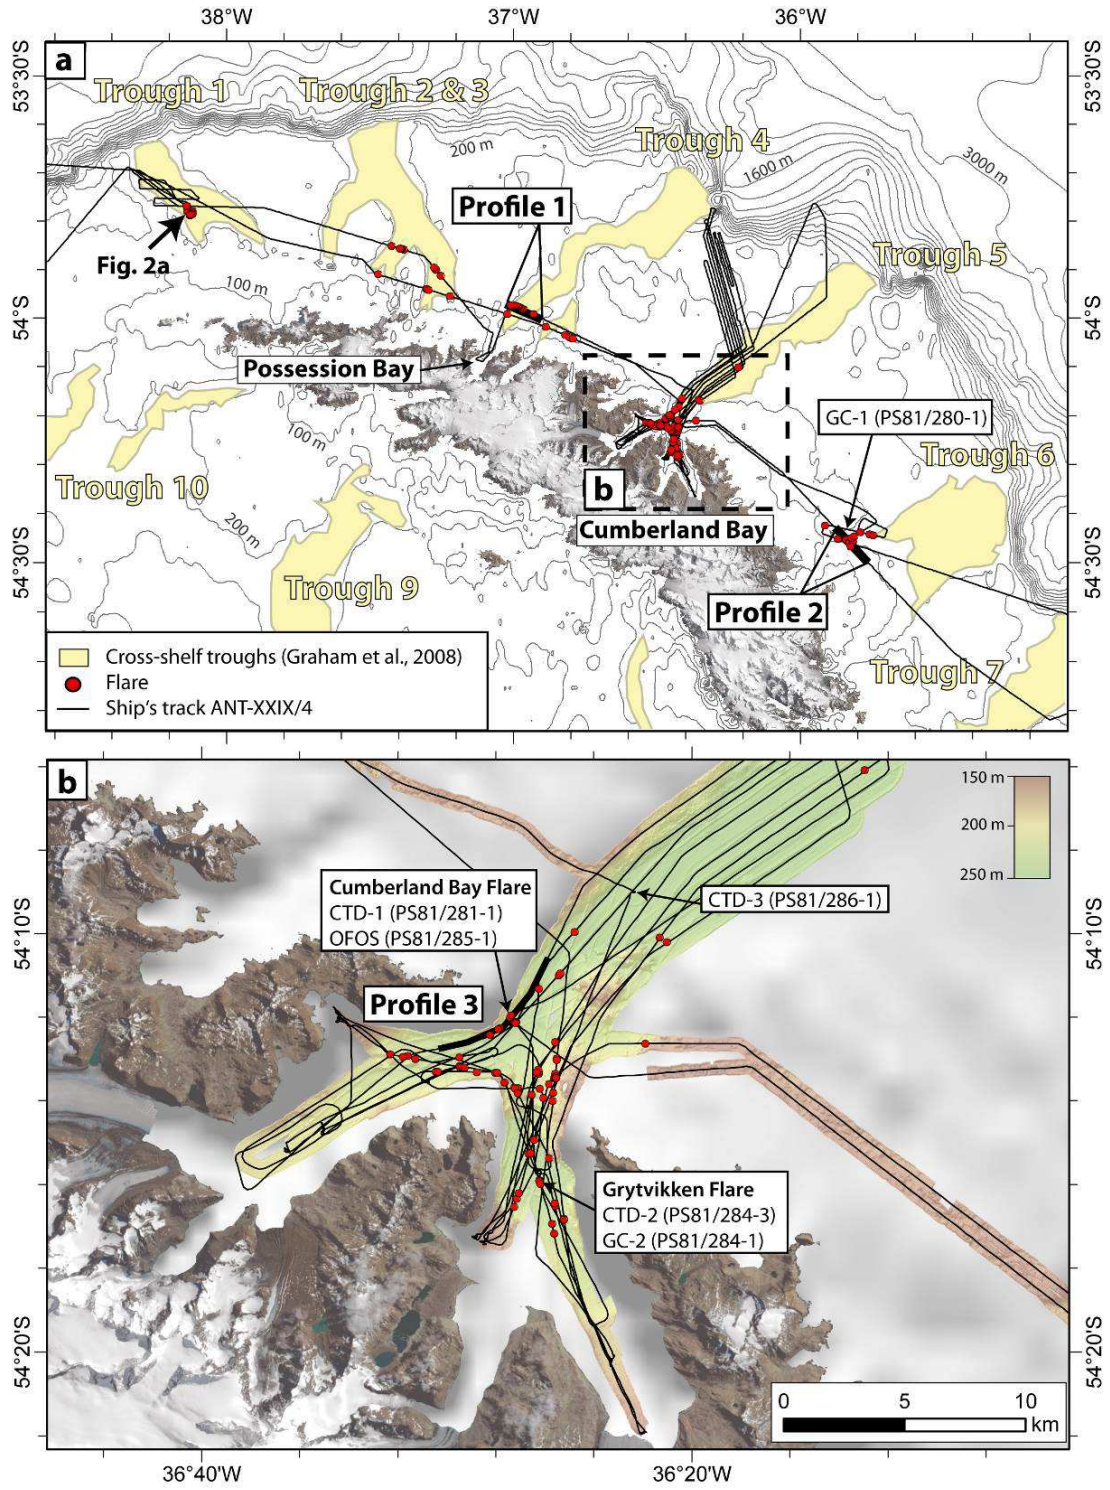 38°W 37°W 36°W
53°30'S 53°30'S
54°S 54°S
54°30'S 54°30'S
a
Trough 1
Trough 2 & 3
Trough 4
200 m
1600 m
3000 m
Profile 1
Trough 5
Fig. 2a
100 m
Possession Bay
GC-1 (PS81/280-1)
100 m
Trough 6
Trough 10
b
200 m
Cumberland Bay
Trough 9
Profile 2
Trough 7
Cross-shelf troughs (Graham et al., 2008)
Flare
Ship's track ANT-XXIX/4
b
150 m
200 m
250 m
Cumberland Bay Flare
CTD-1 (PS81/281-1)
OFOS (PS81/285-1)
CTD-3 (PS81/286-1)
54°10'S 54°10'S
Profile 3
Grytvikken Flare
CTD-2 (PS81/284-3)
GC-2 (PS81/284-1)
54°20'S 54°20'S
0 5 10
km
36°40'W 36°20'W